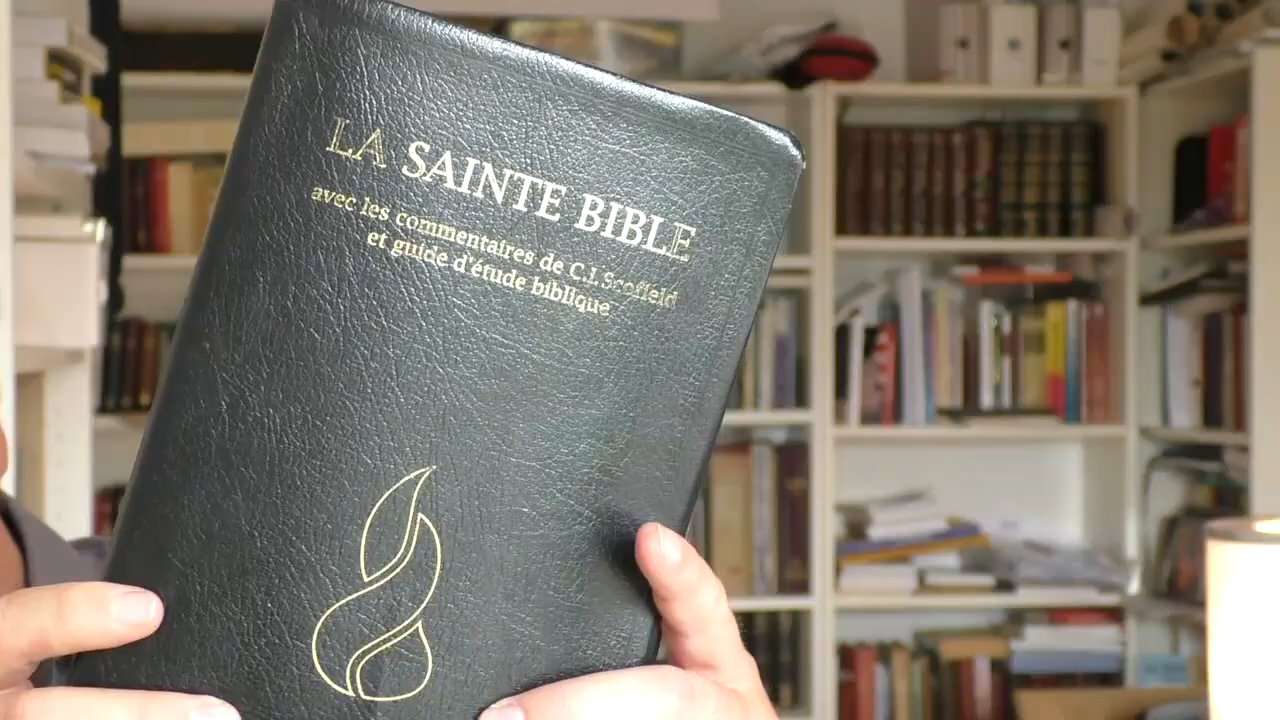 LA SAINTE BIBLE
avec les commentaires de C.I.Scofield
et guide d'étude biblique